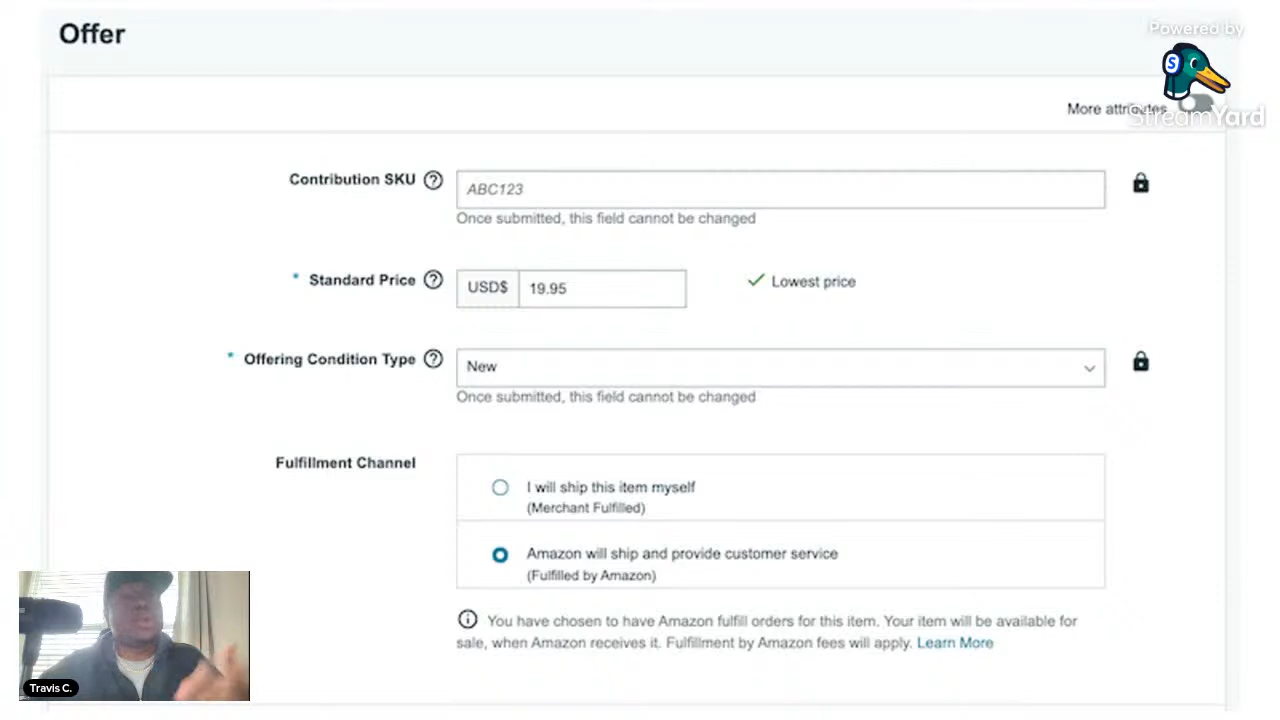 Offer
Powered by
StreamYard
More attributes
Contribution SKU
ABC123
Once submitted, this field cannot be changed
* Standard Price
USD$ 19.95
Lowest price
* Offering Condition Type
New
Once submitted, this field cannot be changed
Fulfillment Channel
I will ship this item myself
(Merchant Fulfilled)
Amazon will ship and provide customer service
(Fulfilled by Amazon)
You have chosen to have Amazon fulfill orders for this item. Your item will be available for
sale, when Amazon receives it. Fulfillment by Amazon fees will apply. Learn More
Travis C.